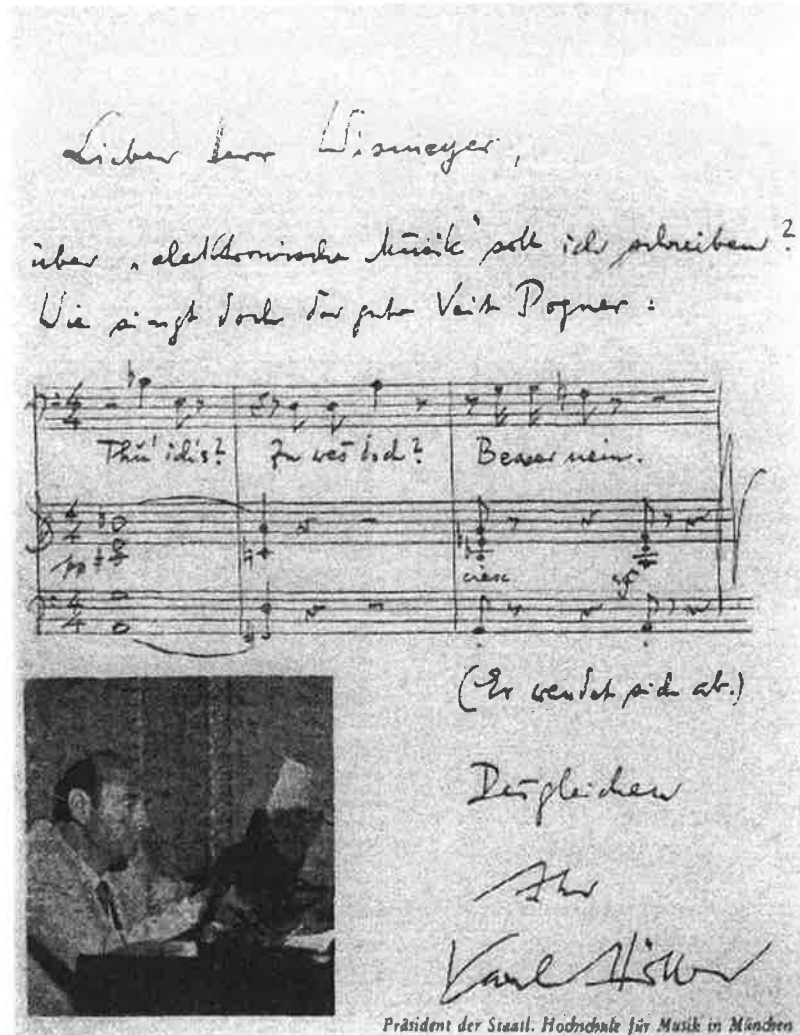 Lieber Herr Wismeyer,
über „elektronische Musik“ soll ich schreiben?
Wie singt doch der gute Veit Pogner:
Thu' ich's? Zu was doch? Besser nein.
pp
cresc
sf
(Er wendet sich ab.)
Desgleichen
Ihr
Karl Höller
Präsident der Staatl. Hochschule für Musik in München